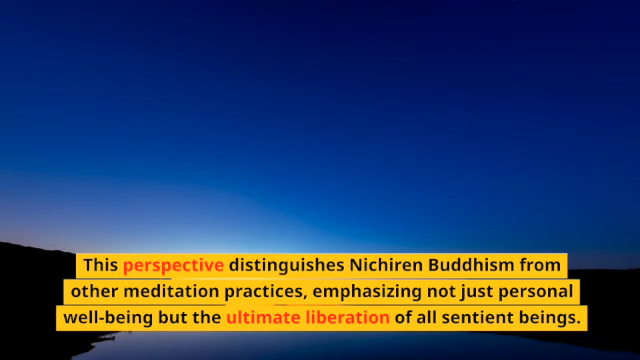 This perspective distinguishes Nichiren Buddhism from
other meditation practices, emphasizing not just personal
well-being but the ultimate liberation of all sentient beings.